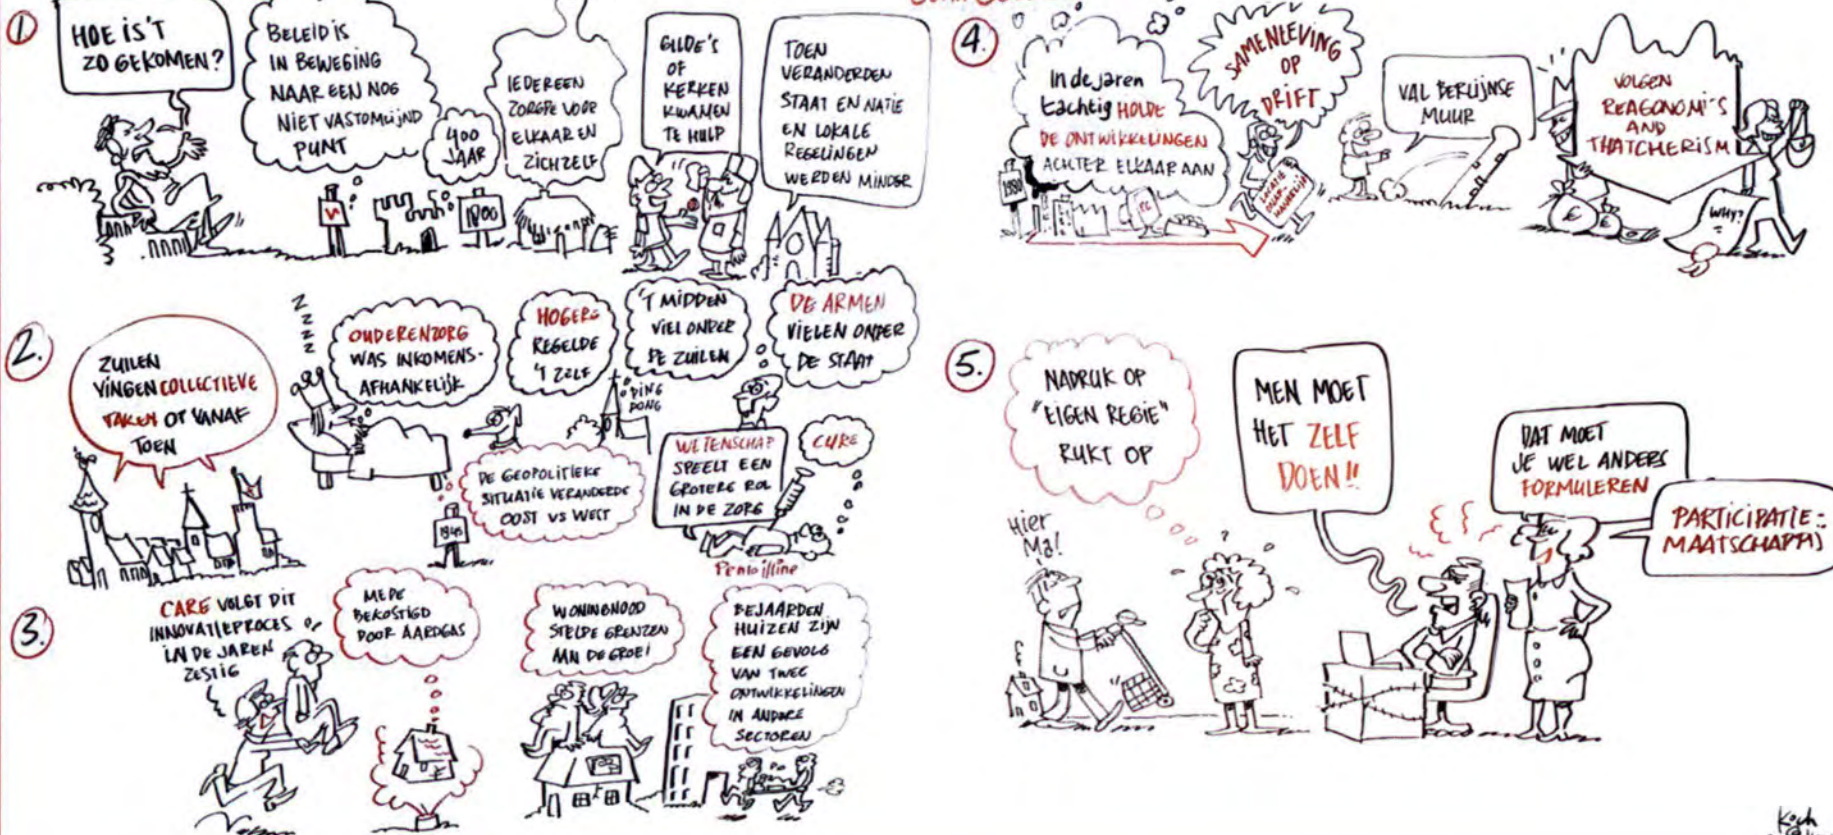 1
HOE IS'T
ZO GEKOMEN?
BELEID IS
IN BEWEGING
NAAR EEN NOG
NIET VASTOMLIJND
PUNT
400
JAAR
1800
IEDEREEN
ZORGDE VOOR
ELKAAR EN
ZICHZELF
GILDE'S
OF
KERKEN
KWAMEN
TE HULP
TOEN
VERANDERDEN
STAAT EN NATIE
EN LOKALE
REGELINGEN
WERDEN MINDER
2.
ZUILEN
VINGEN COLLECTIEVE
TAKEN OP VANAF
TOEN
Z
Z
Z
Z
OUDERENZORG
WAS INKOMENS-
AFHANKELIJK
HOGERE
REGELDE
'T ZELF
'T MIDDEN
VIEL ONDER
DE ZUILEN
DING
DONG
DE ARMEN
VIELEN ONDER
DE STAAT
1945
DE GEOPOLITIEKE
SITUATIE VERANDERDE
OOST VS WEST
WETENSCHAP
SPEELT EEN
GROTERE ROL
IN DE ZORG
CURE
Penicilline
3.
CARE VOLGT DIT
INNOVATIEPROCES
IN DE JAREN
ZESTIG
MEDE
BEKOSTIGD
DOOR AARDGAS
WONINGNOOD
STELDE GRENZEN
AAN DE GROEI
BEJAARDEN
HUIZEN ZIJN
EEN GEVOLG
VAN TWEE
ONTWIKKELINGEN
IN ANDERE
SECTOREN
4.
In de jaren
tachtig HOLDE
DE ONTWIKKELINGEN
ACHTER ELKAAR AAN
1980
PC
SAMENLEVING
OP
DRIFT
LOCATIE
ONAF-
HANKELIJK
VAL BERLIJNSE
MUUR
VOLGEN
REAGONOMI'S
AND
THATCHERISM
WHY?
5.
NADRUK OP
"EIGEN REGIE"
RUKT OP
Hier
Ma!
MEN MOET
HET ZELF
DOEN!!
DAT MOET
JE WEL ANDERS
FORMULEREN
PARTICIPATIE-
MAATSCHAPPIJ
Koch